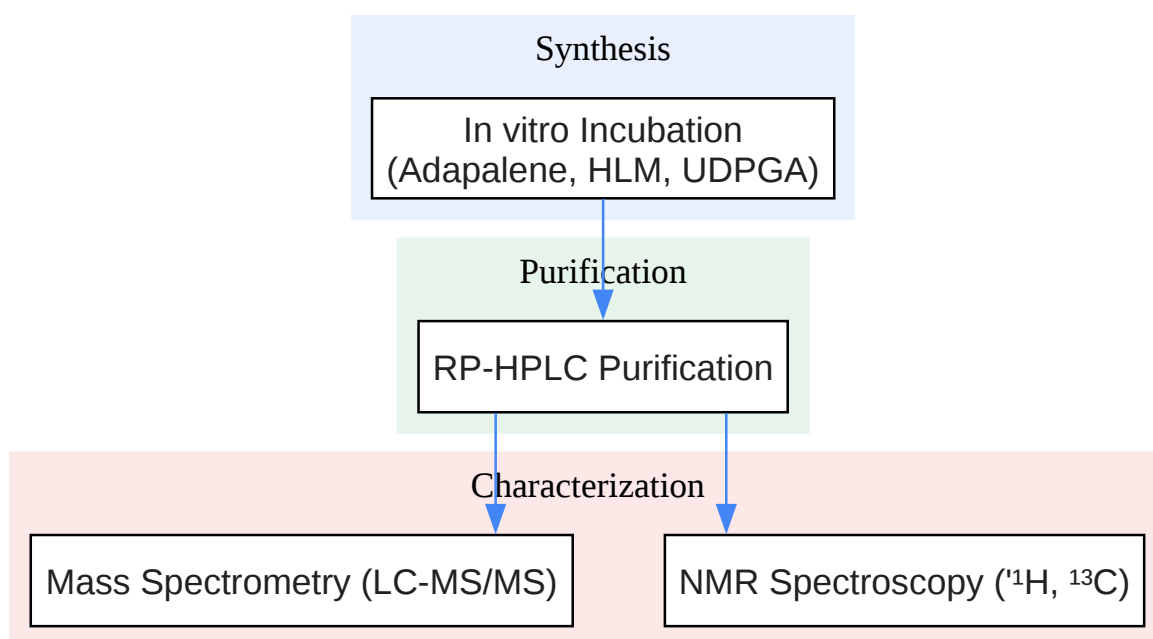 Synthesis
In vitro Incubation
(Adapalene, HLM, UDPGA)
Purification
RP-HPLC Purification
Characterization
Mass Spectrometry (LC-MS/MS)
NMR Spectroscopy ('¹H, ¹³C)